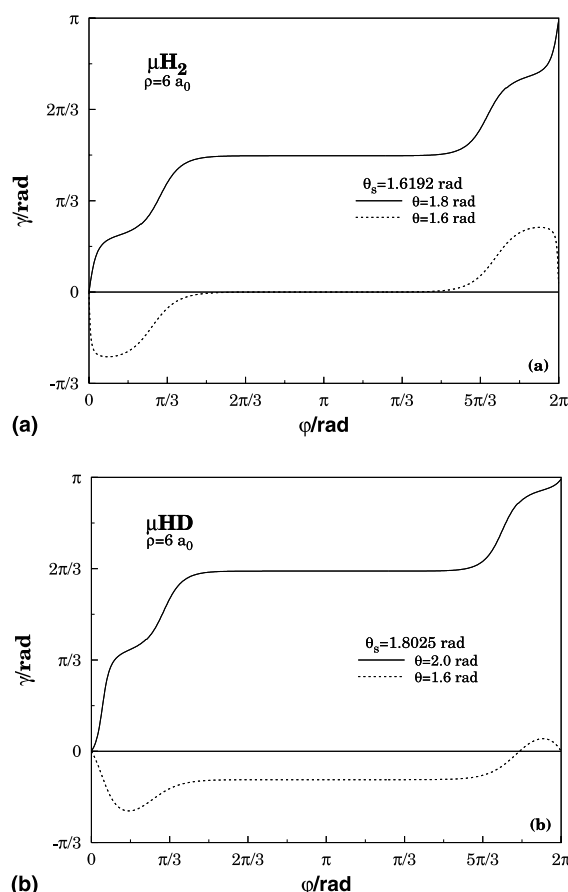 π
μH₂
ρ=6 a₀
2π/3
γ/rad
π/3
θₛ=1.6192 rad
θ=1.8 rad
θ=1.6 rad
0
-π/3
(a)
0 π/3 2π/3 π π/3 5π/3 2π
(a)
φ/rad
π
μHD
ρ=6 a₀
2π/3
γ/rad
π/3
θₛ=1.8025 rad
θ=2.0 rad
θ=1.6 rad
0
(b)
-π/3
0 π/3 2π/3 π π/3 5π/3 2π
(b)
φ/rad